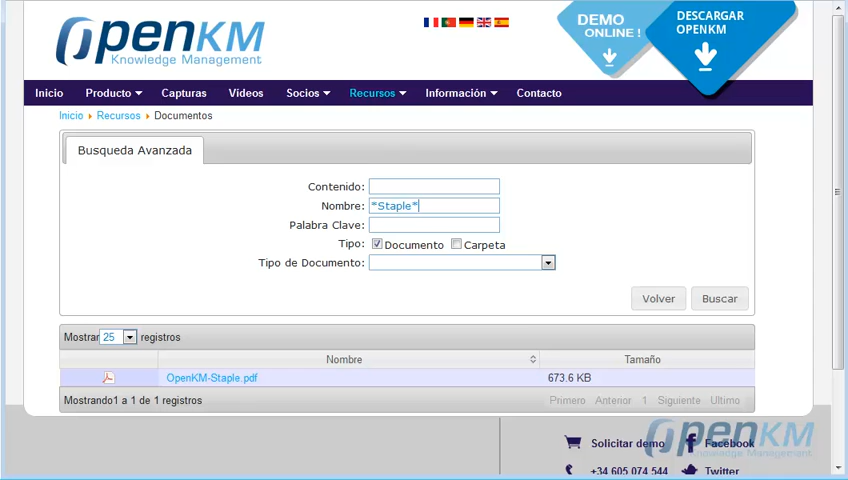 OpenKM
Knowledge Management
DEMO
ONLINE !
DESCARGAR
OPENKM
Inicio Producto Capturas Vídeos Socios Recursos Información Contacto
Inicio Recursos Documentos
Busqueda Avanzada
Contenido:
Nombre: *Staple*
Palabra Clave:
Tipo: Documento Carpeta
Tipo de Documento:
Volver Buscar
Mostrar 25 registros
Nombre Tamaño
OpenKM-Staple.pdf 673.6 KB
Mostrando1 a 1 de 1 registros Primero Anterior 1 Siguiente Ultimo
Solicitar demo Facebook
OpenKM
Knowledge Management
+34 605 074 544 Twitter